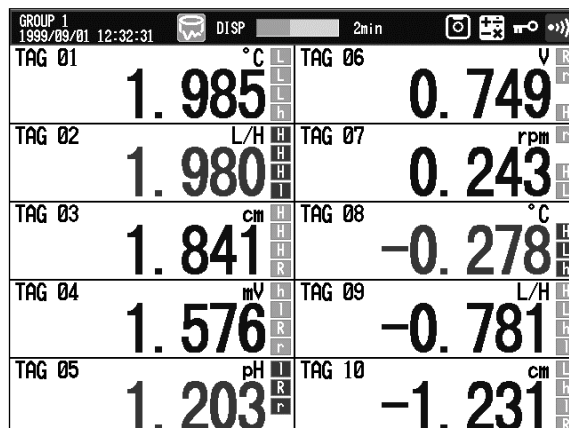 GROUP 1
1999/09/01 12:32:31
DISP
2min
TAG 01
°C
1. 985
L
L
L
h
TAG 02
L/H
1. 980
H
H
H
l
TAG 03
cm
1. 841
H
H
H
R
TAG 04
mV
1. 576
h
l
R
r
TAG 05
pH
1. 203
l
R
r
TAG 06
V
0. 749
R
r
H
TAG 07
rpm
0. 243
r
H
L
TAG 08
°C
-0. 278
H
L
h
TAG 09
L/H
-0. 781
H
L
h
l
TAG 10
cm
-1. 231
L
h
l
R